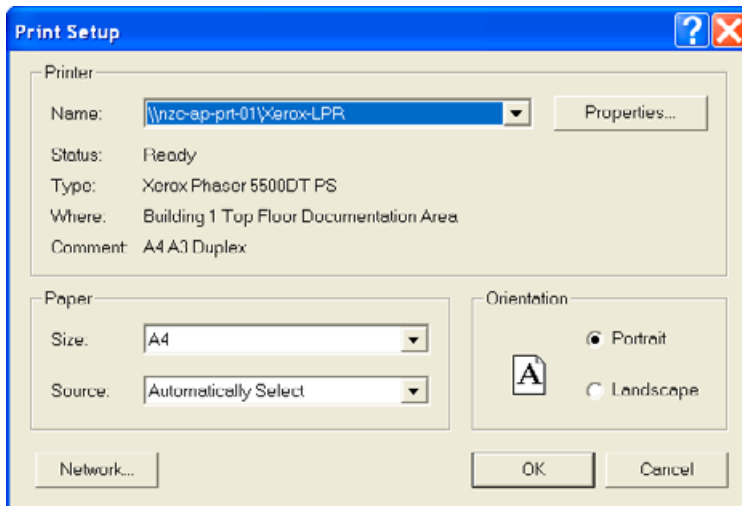 Print Setup
Printer
Name: \\nzc-ap-prt-01\Xerox-LPR Properties...
Status: Ready
Type: Xerox Phaser 5500DT PS
Where: Building 1 Top Floor Documentation Area
Comment: A4 A3 Duplex
Paper Orientation
Size: A4 Portrait
A
Source: Automatically Select Landscape
Network... OK Cancel